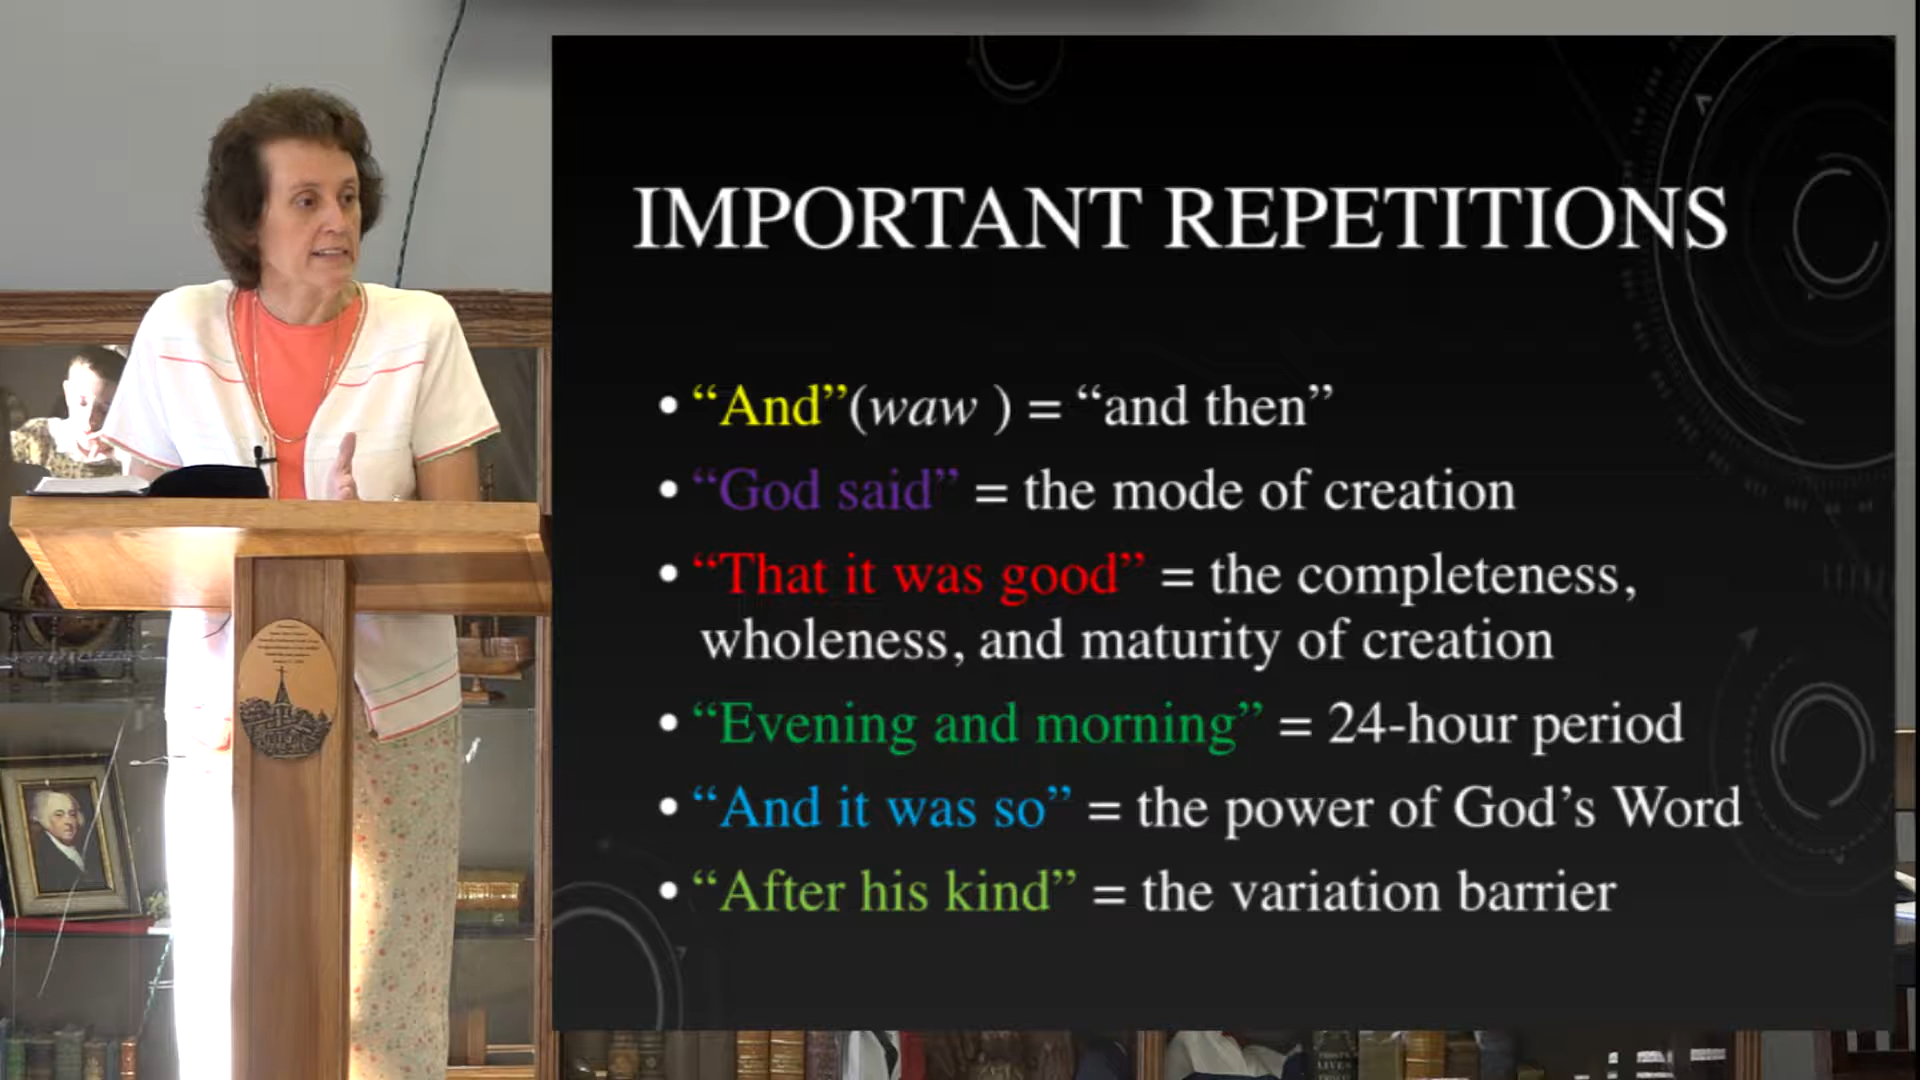 IMPORTANT REPETITIONS
• “And”(waw ) = “and then”
• “God said” = the mode of creation
• “That it was good” = the completeness,
wholeness, and maturity of creation
• “Evening and morning” = 24-hour period
• “And it was so” = the power of God’s Word
• “After his kind” = the variation barrier